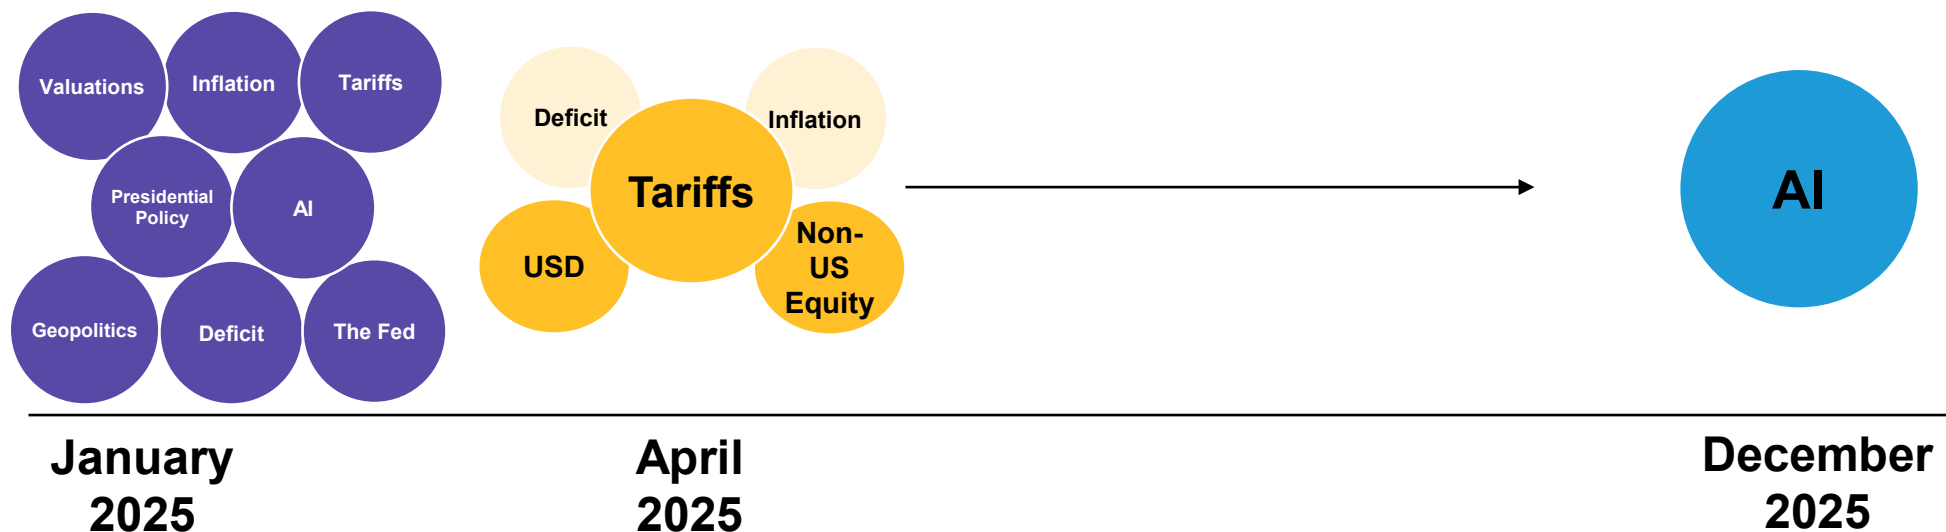 Valuations
Inflation
Tariffs
Presidential
Policy
AI
Geopolitics
Deficit
The Fed
Deficit
Inflation
Tariffs
USD
Non-
US
Equity
AI
January
2025
April
2025
December
2025